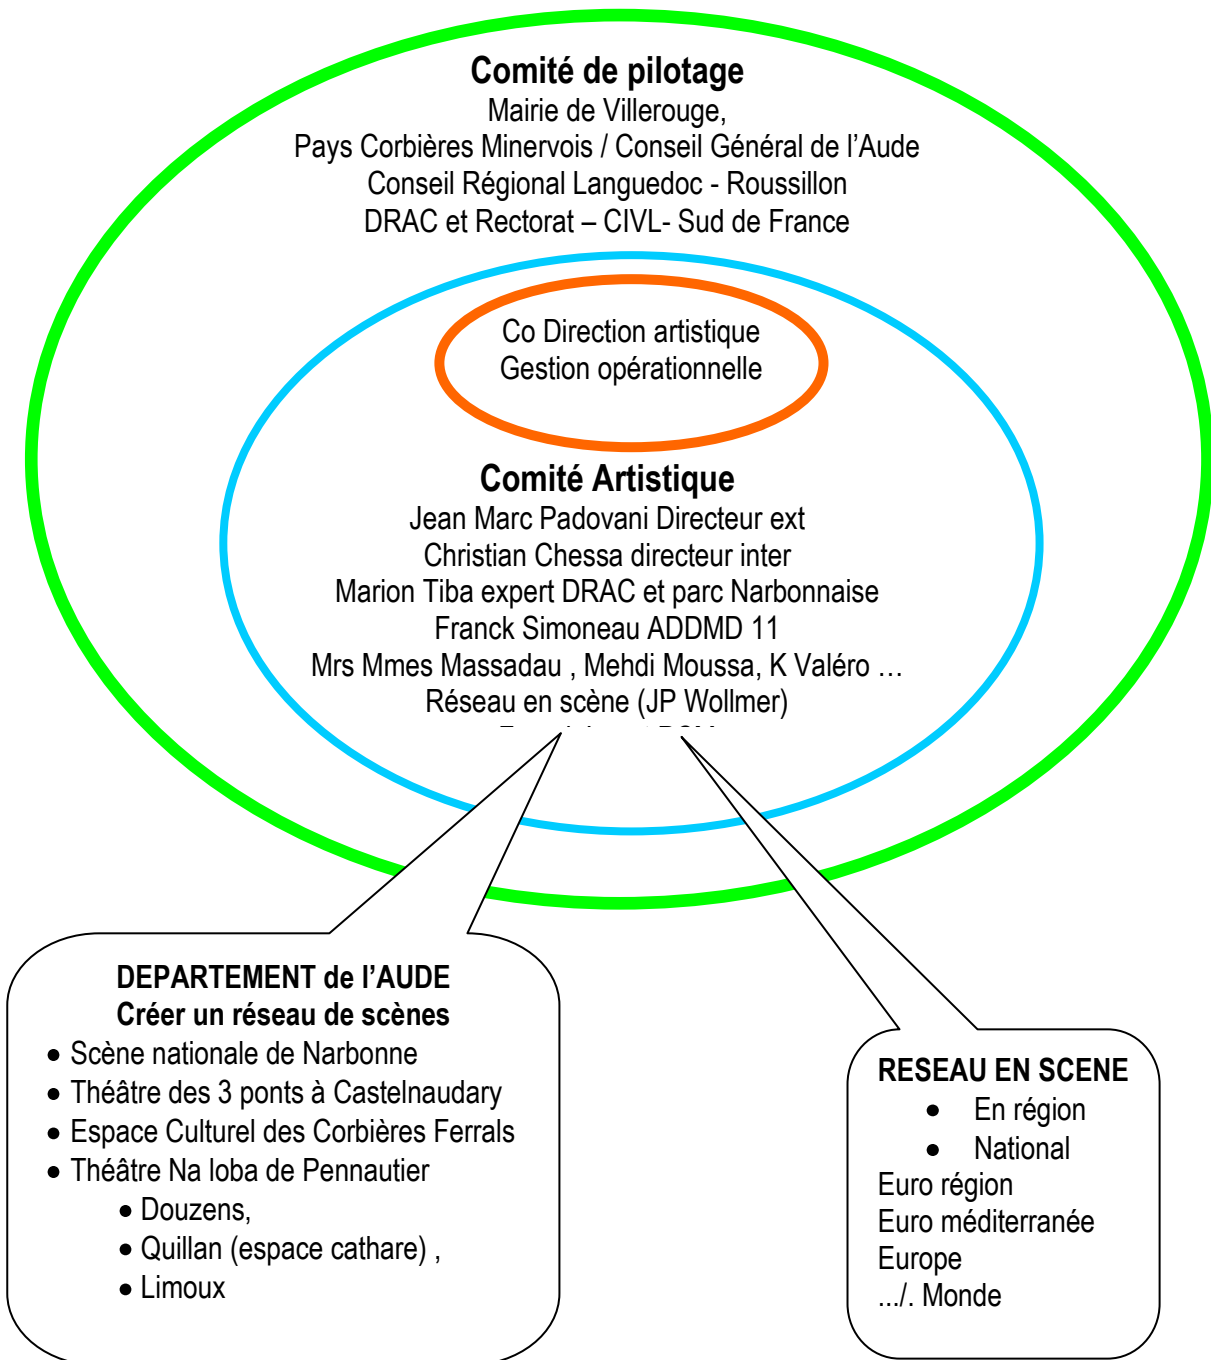 Comité de pilotage
Mairie de Villerouge,
Pays Corbières Minervois / Conseil Général de l’Aude
Conseil Régional Languedoc - Roussillon
DRAC et Rectorat – CIVL- Sud de France
Co Direction artistique
Gestion opérationnelle
Comité Artistique
Jean Marc Padovani Directeur ext
Christian Chessa directeur inter
Marion Tiba expert DRAC et parc Narbonnaise
Franck Simoneau ADDMD 11
Mrs Mmes Massadau , Mehdi Moussa, K Valéro …
Réseau en scène (JP Wollmer)
DEPARTEMENT de l’AUDE
Créer un réseau de scènes
• Scène nationale de Narbonne
• Théâtre des 3 ponts à Castelnaudary
• Espace Culturel des Corbières Ferrals
• Théâtre Na loba de Pennautier
• Douzens,
• Quillan (espace cathare) ,
• Limoux
RESEAU EN SCENE
• En région
• National
Euro région
Euro méditerranée
Europe
.../. Monde